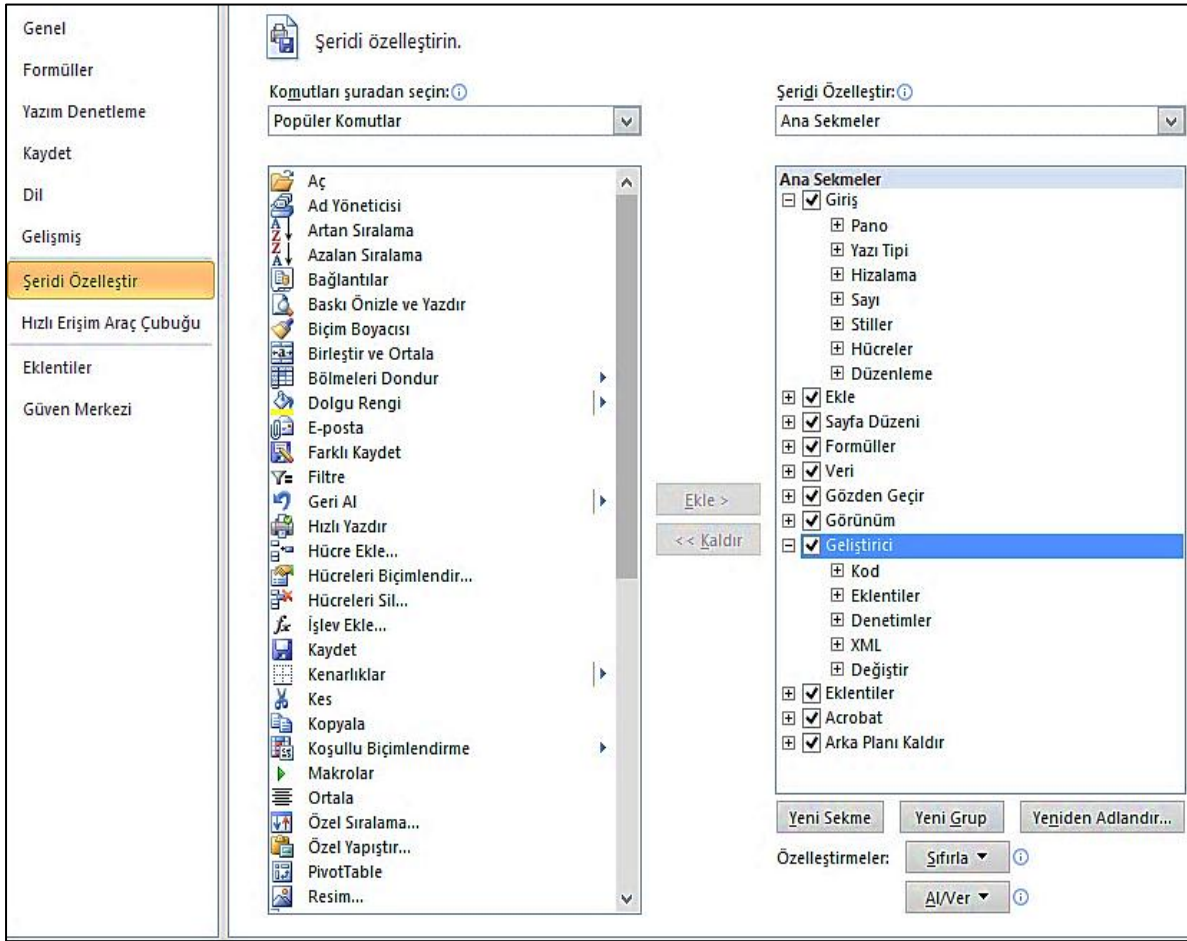 Genel
Formüller
Yazım Denetleme
Kaydet
Dil
Gelişmiş
Şeridi Özelleştir
Hızlı Erişim Araç Çubuğu
Eklentiler
Güven Merkezi
Şeridi özelleştirin.
Komutları şuradan seçin:
Popüler Komutlar
Aç
Ad Yöneticisi
Artan Sıralama
Azalan Sıralama
Bağlantılar
Baskı Önizle ve Yazdır
Biçim Boyacısı
Birleştir ve Ortala
Bölmeleri Dondur
Dolgu Rengi
E-posta
Farklı Kaydet
Filtre
Geri Al
Hızlı Yazdır
Hücre Ekle...
Hücreleri Biçimlendir...
Hücreleri Sil...
İşlev Ekle...
Kaydet
Kenarlıklar
Kes
Kopyala
Koşullu Biçimlendirme
Makrolar
Ortala
Özel Sıralama...
Özel Yapıştır...
PivotTable
Resim...
Ekle >
<< Kaldır
Şeridi Özelleştir:
Ana Sekmeler
Ana Sekmeler
Giriş
Pano
Yazı Tipi
Hizalama
Sayı
Stiller
Hücreler
Düzenleme
Ekle
Sayfa Düzeni
Formüller
Veri
Gözden Geçir
Görünüm
Geliştirici
Kod
Eklentiler
Denetimler
XML
Değiştir
Eklentiler
Acrobat
Arka Planı Kaldır
Yeni Sekme Yeni Grup Yeniden Adlandır...
Özelleştirmeler: Sıfırla
Al/Ver